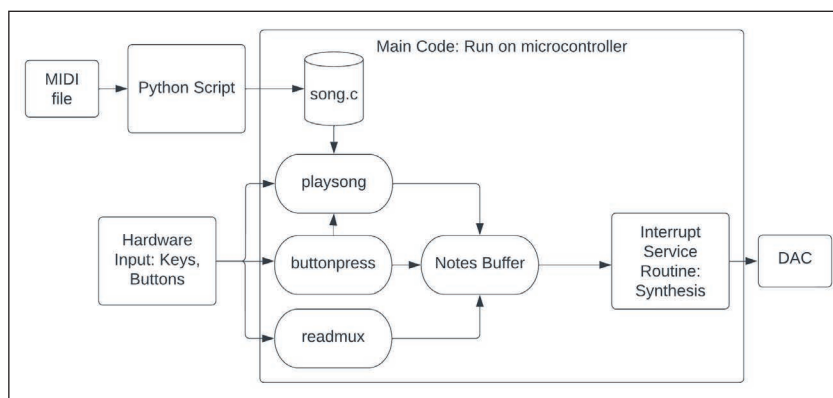 Main Code: Run on microcontroller
MIDI
file
Python Script
song.c
playsong
Hardware
Input: Keys,
Buttons
buttonpress
Notes Buffer
Interrupt
Service
Routine:
Synthesis
DAC
readmux